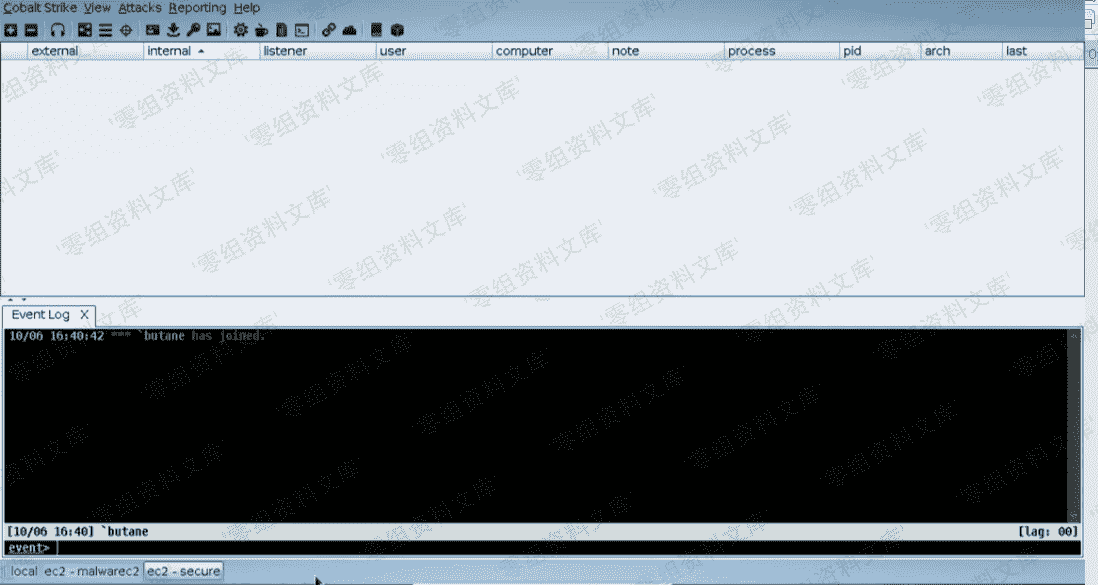 Cobalt Strike View Attacks Reporting Help
external internal listener user computer note process pid arch last
Event Log X
10/06 16:40:42 *** `butane has joined.
[10/06 16:40] `butane [lag: 00]
event>
local ec2 - malwarec2 ec2 - secure
'零组资料文库'